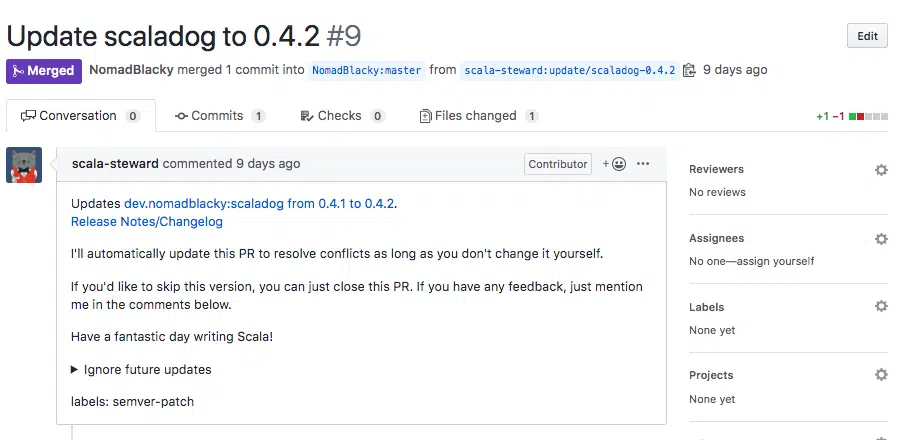 Update scaladog to 0.4.2 #9
Edit
Merged NomadBlacky merged 1 commit into NomadBlacky:master from scala-steward:update/scaladog-0.4.2 9 days ago
Conversation 0 Commits 1 Checks 0 Files changed 1 +1 −1
scala-steward commented 9 days ago Contributor
Updates dev.nomadblacky:scaladog from 0.4.1 to 0.4.2.
Release Notes/Changelog
I'll automatically update this PR to resolve conflicts as long as you don't change it yourself.
If you'd like to skip this version, you can just close this PR. If you have any feedback, just mention
me in the comments below.
Have a fantastic day writing Scala!
Ignore future updates
labels: semver-patch
Reviewers
No reviews
Assignees
No one—assign yourself
Labels
None yet
Projects
None yet